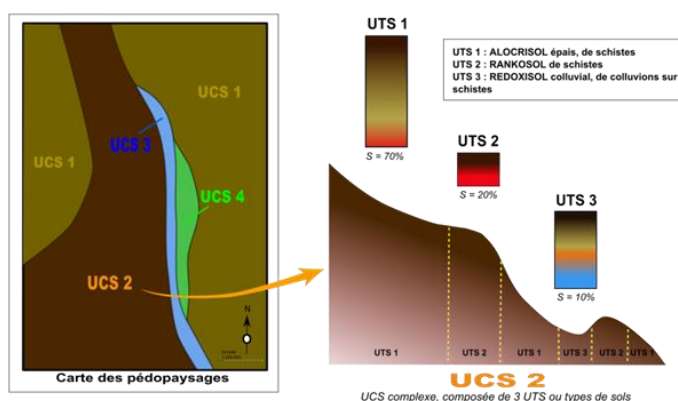 UCS 1
UCS 3
UCS 1
UCS 4
UCS 2
N
Carte des pédopaysages
UTS 1
S = 70%
UTS 2
S = 20%
UTS 3
S = 10%
UTS 1 : ALOCRISOL épais, de schistes
UTS 2 : RANKOSOL de schistes
UTS 3 : REDOXISOL colluvial, de colluvions sur
schistes
UTS 1
UTS 2
UTS 1
UTS 3
UTS 2
UTS 1
UCS 2
UCS complexe, composée de 3 UTS ou types de sols